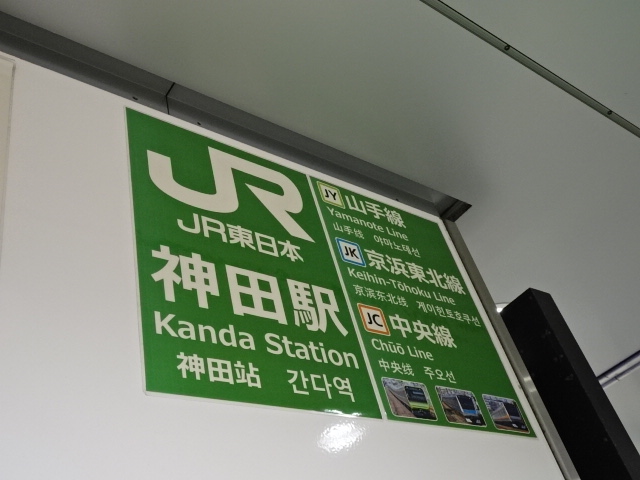 JR
JR東日本
神田駅
Kanda Station
神田站 간다역
JY 山手線
Yamanote Line
山手线 야마노테선
JK 京浜東北線
Keihin-Tōhoku Line
京浜东北线 게이힌토호쿠선
JC 中央線
Chūō Line
中央线 주오선